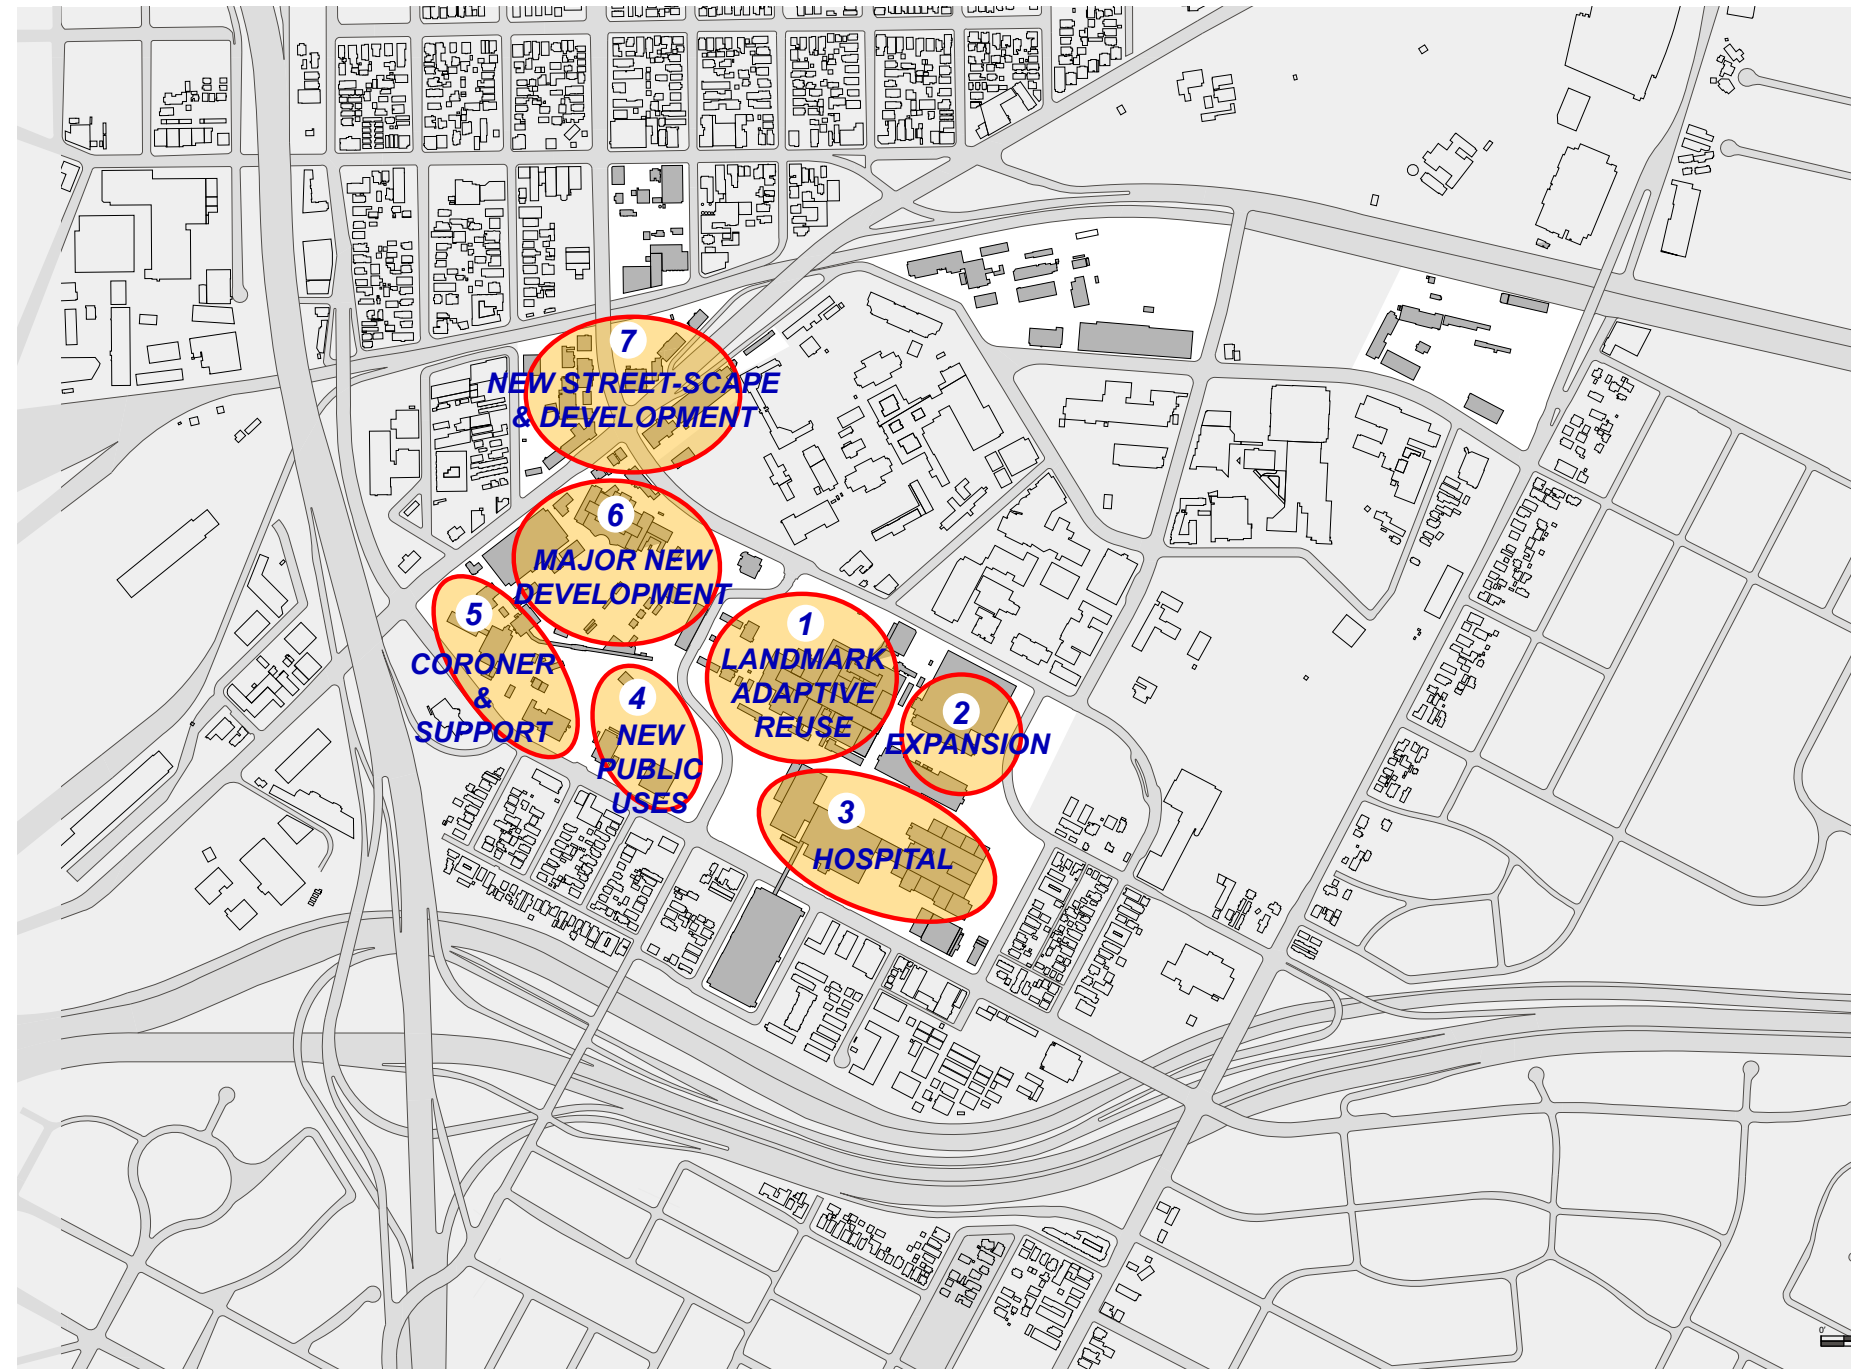 7
NEW STREET-SCAPE
& DEVELOPMENT
6
MAJOR NEW
DEVELOPMENT
5
CORONER
&
SUPPORT
4
NEW
PUBLIC
USES
1
LANDMARK
ADAPTIVE
REUSE
2
EXPANSION
3
HOSPITAL
0'